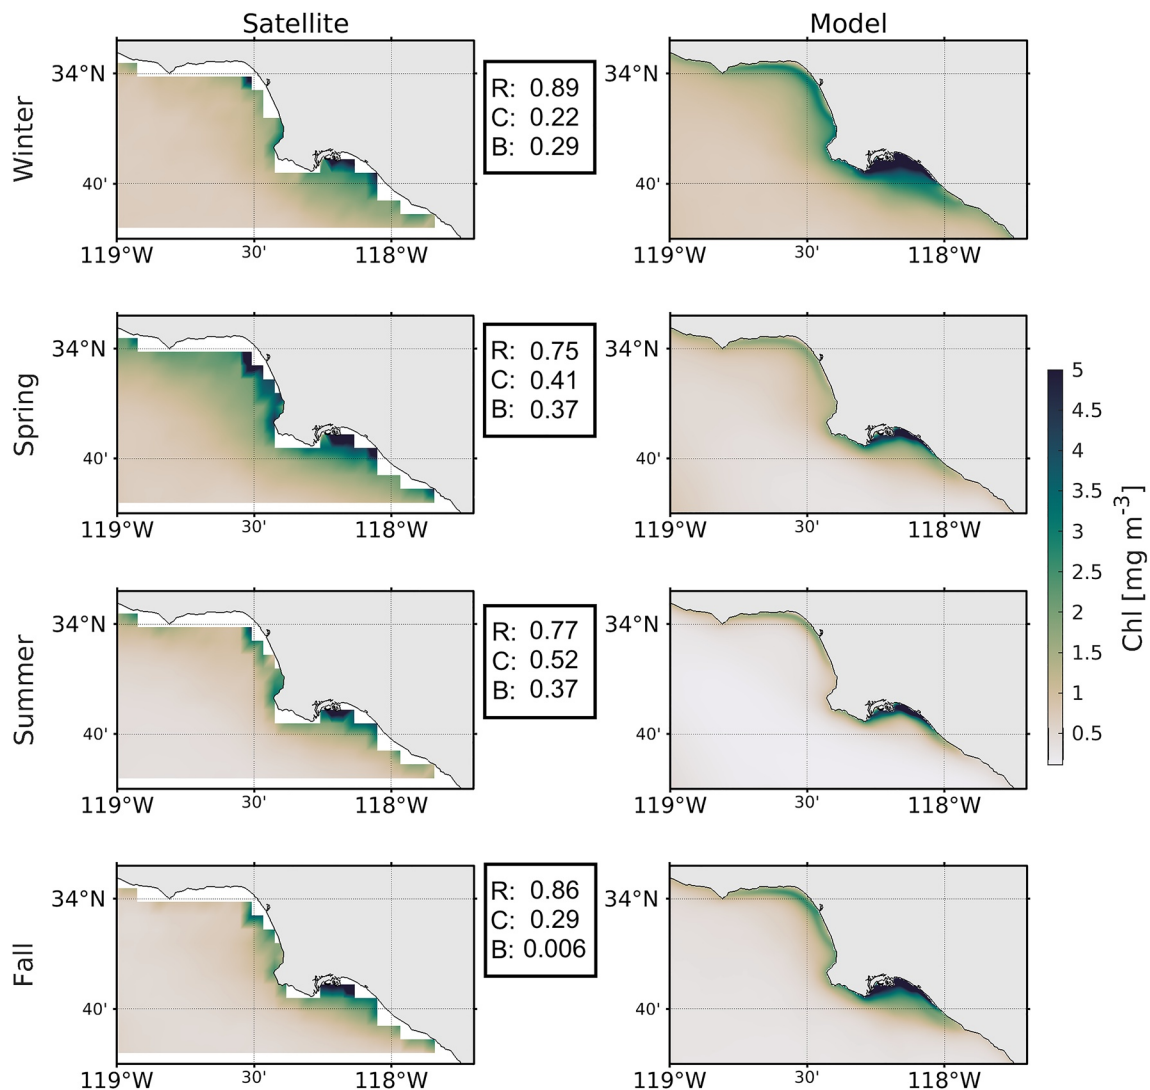 Satellite
Model
Winter
34°N
40'
119°W
30'
118°W
R: 0.89
C: 0.22
B: 0.29
34°N
40'
119°W
30'
118°W
Spring
34°N
40'
119°W
30'
118°W
R: 0.75
C: 0.41
B: 0.37
34°N
40'
119°W
30'
118°W
Summer
34°N
40'
119°W
30'
118°W
R: 0.77
C: 0.52
B: 0.37
34°N
40'
119°W
30'
118°W
Fall
34°N
40'
119°W
30'
118°W
R: 0.86
C: 0.29
B: 0.006
34°N
40'
119°W
30'
118°W
5
4.5
4
3.5
3
2.5
2
1.5
1
0.5
Chl [mg m⁻³]